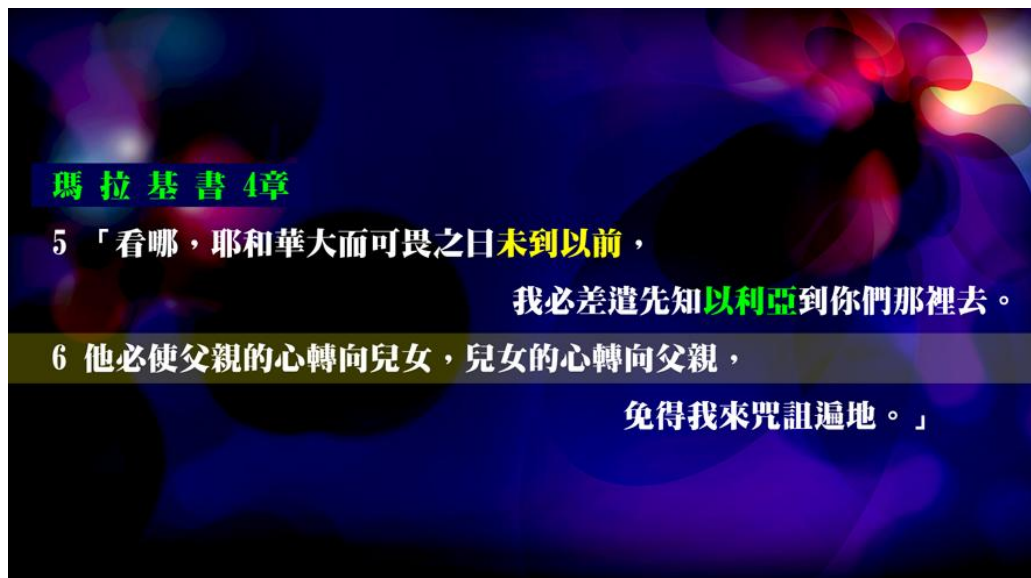 瑪拉基書 4章
5 「看哪,耶和華大而可畏之日未到以前,
我必差遣先知以利亞到你們那裡去。
6 他必使父親的心轉向兒女,兒女的心轉向父親,
免得我來咒詛遍地。」